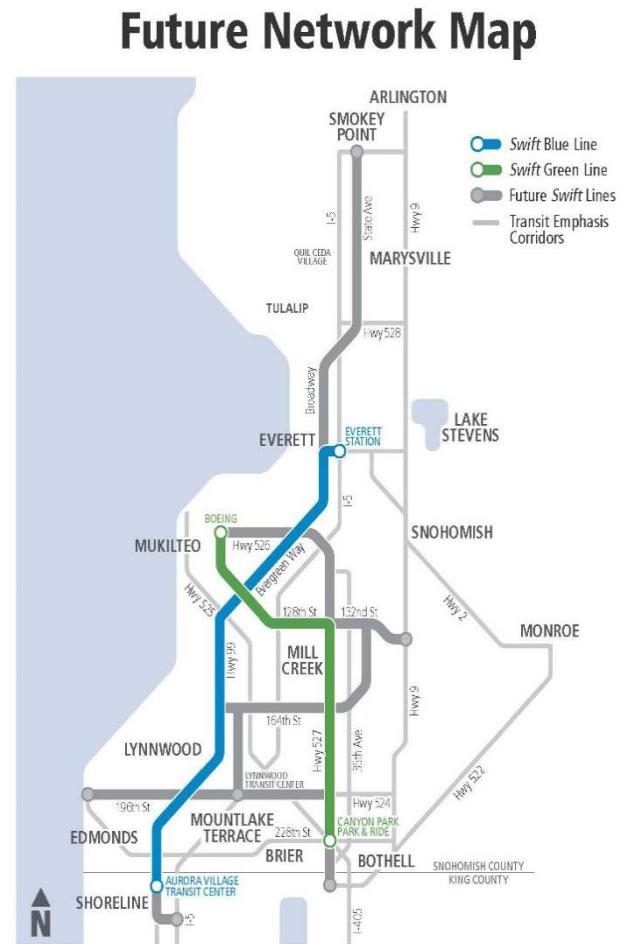 Future Network Map
ARLINGTON
SMOKEY
POINT
Swift Blue Line
Swift Green Line
Future Swift Lines
Transit Emphasis
Corridors
I-5
State Ave
Hwy 9
QUIL CEDA
VILLAGE
MARYSVILLE
TULALIP
Hwy 528
Broadway
LAKE
STEVENS
EVERETT
EVERETT
STATION
I-5
BOEING
MUKILTEO
Hwy 526
Evergreen Way
SNOHOMISH
Hwy 525
128th St
132nd St
Hwy 2
MONROE
MILL
CREEK
Hwy 99
Hwy 9
164th St
LYNNWOOD
Hwy 527
35th Ave
LYNNWOOD
TRANSIT CENTER
Hwy 522
196th St
Hwy 524
MOUNTLAKE
TERRACE
CANYON PARK
PARK & RIDE
EDMONDS
228th St
BRIER
BOTHELL
SNOHOMISH COUNTY
KING COUNTY
AURORA VILLAGE
TRANSIT CENTER
SHORELINE
I-5
I-405
N